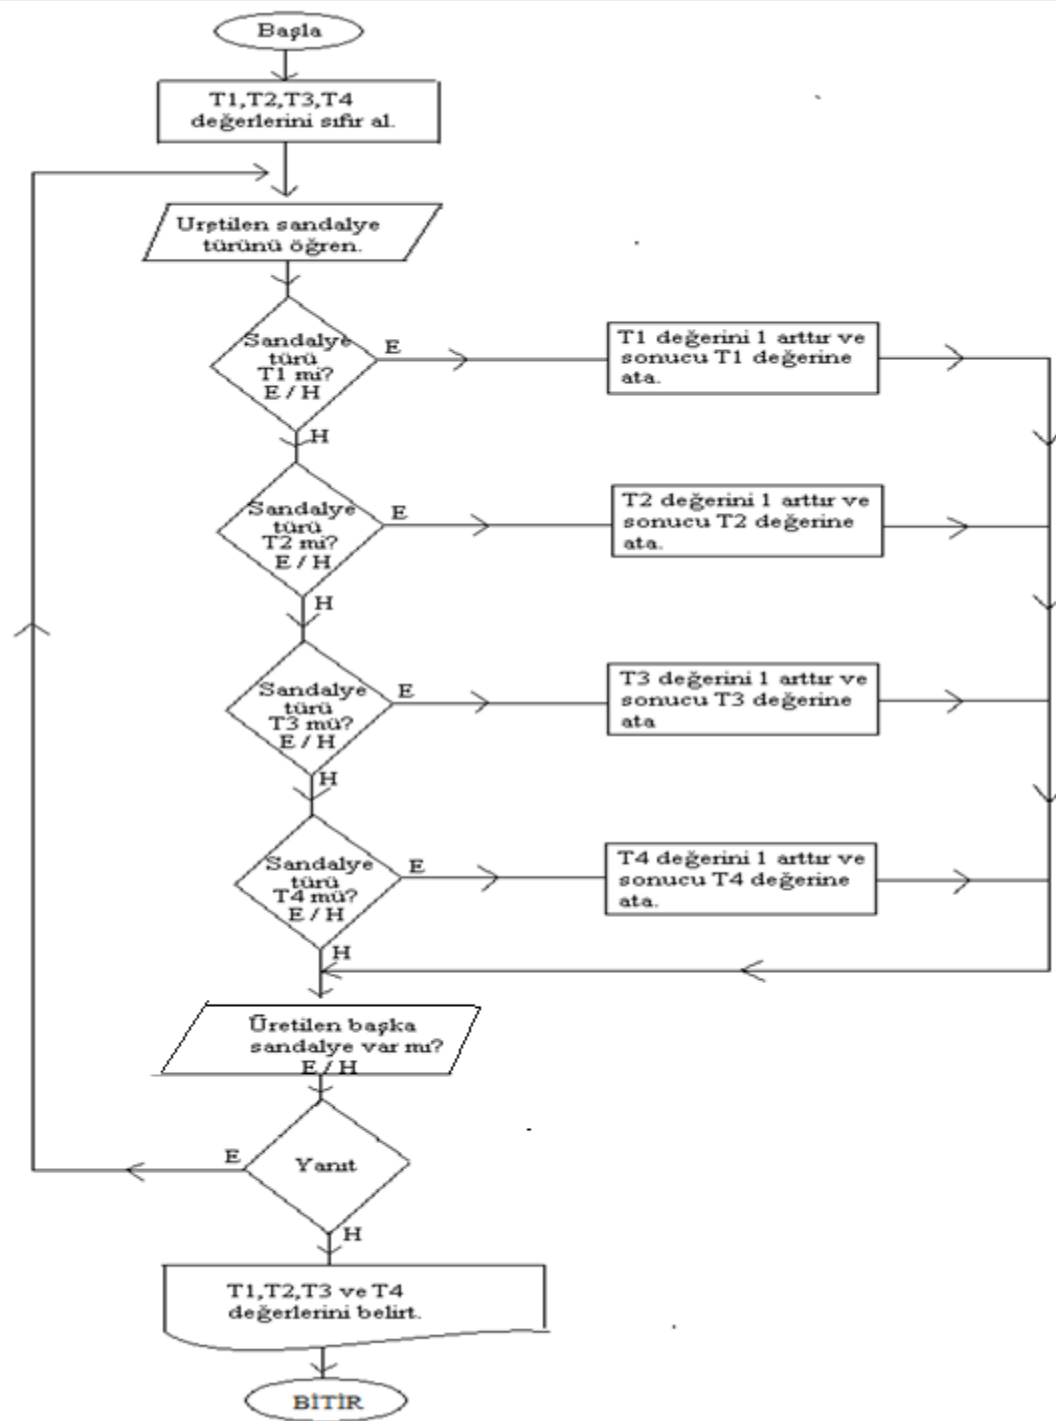 Başla
T1,T2,T3,T4
değerlerini sıfır al.
Üretilen sandalye
türünü öğren.
Sandalye
türü
T1 mi?
E / H
E
T1 değerini 1 arttır ve
sonucu T1 değerine
ata.
H
Sandalye
türü
T2 mi?
E / H
E
T2 değerini 1 arttır ve
sonucu T2 değerine
ata.
H
Sandalye
türü
T3 mü?
E / H
E
T3 değerini 1 arttır ve
sonucu T3 değerine
ata
H
Sandalye
türü
T4 mü?
E / H
E
T4 değerini 1 arttır ve
sonucu T4 değerine
ata.
H
Üretilen başka
sandalye var mı?
E / H
E
Yanıt
H
T1,T2,T3 ve T4
değerlerini belirt.
BİTİR